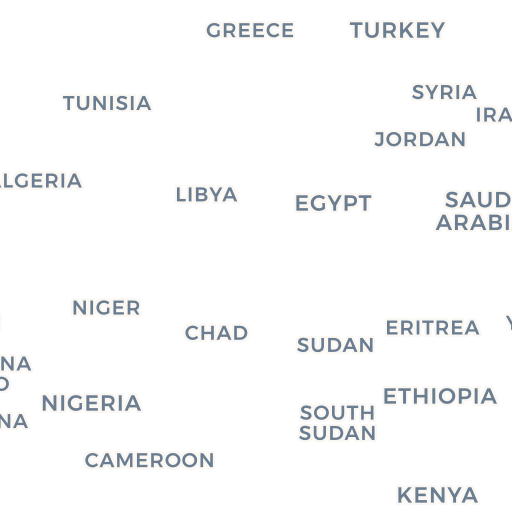 GREECE
TURKEY
SYRIA
TUNISIA
IRA
JORDAN
LGERIA
LIBYA
EGYPT
SAUD
ARABI
NIGER
CHAD
ERITREA
SUDAN
NA
O
ETHIOPIA
NIGERIA
SOUTH
SUDAN
NA
CAMEROON
KENYA